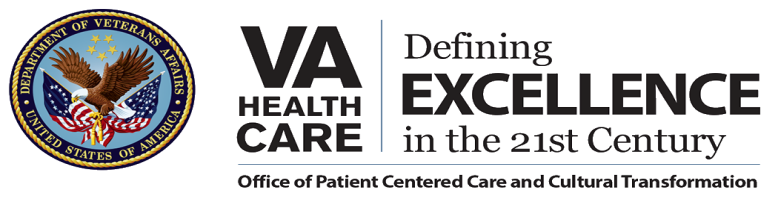 DEPARTMENT OF VETERANS AFFAIRS
UNITED STATES OF AMERICA
VA
HEALTH
CARE
Defining
EXCELLENCE
in the 21st Century
Office of Patient Centered Care and Cultural Transformation